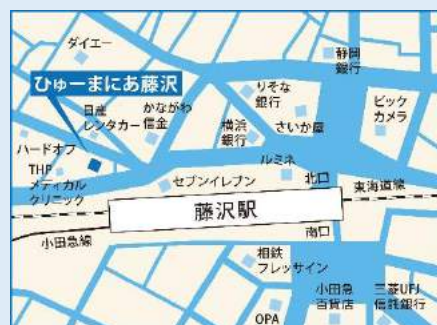 ダイエー
静岡
銀行
ひゅーまにあ藤沢
りそな
銀行
ビック
カメラ
日産
レンタカー
かながわ
信金
さいか屋
横浜
銀行
ハードオフ
THP
メディカル
クリニック
ルミネ
セブンイレブン
北口
東海道線
藤沢駅
小田急線
南口
相鉄
フレッサイン
小田急
百貨店
三菱UFJ
信託銀行
OPA